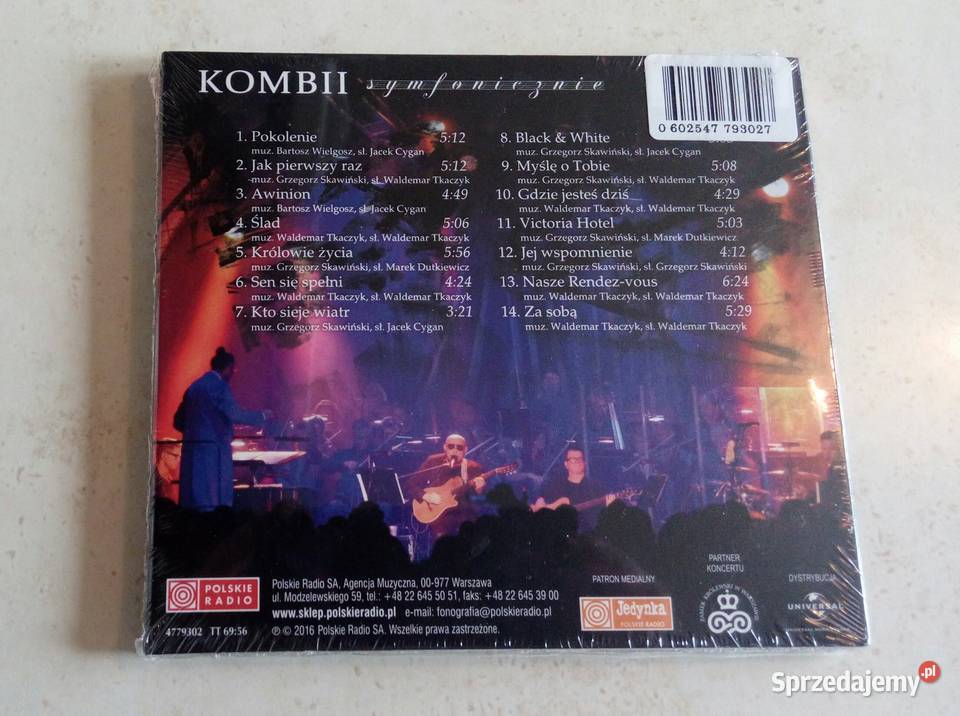 KOMBII symfonicznie
0 602547 793027
1. Pokolenie 5:12
muz. Bartosz Wielgosz, sł. Jacek Cygan
2. Jak pierwszy raz 5:12
muz. Grzegorz Skawiński, sł. Waldemar Tkaczyk
3. Awinion 4:49
muz. Bartosz Wielgosz, sł. Jacek Cygan
4. Ślad 5:06
muz. Waldemar Tkaczyk, sł. Waldemar Tkaczyk
5. Królowie życia 5:56
muz. Grzegorz Skawiński, sł. Marek Dutkiewicz
6. Sen się spełni 4:24
muz. Waldemar Tkaczyk, sł. Waldemar Tkaczyk
7. Kto sieje wiatr 3:21
muz. Grzegorz Skawiński, sł. Jacek Cygan
8. Black & White
muz. Grzegorz Skawiński, sł. Jacek Cygan
9. Myślę o Tobie 5:08
muz. Grzegorz Skawiński, sł. Waldemar Tkaczyk
10. Gdzie jesteś dziś 4:29
muz. Waldemar Tkaczyk, sł. Waldemar Tkaczyk
11. Victoria Hotel 5:03
muz. Grzegorz Skawiński, sł. Marek Dutkiewicz
12. Jej wspomnienie 4:12
muz. Grzegorz Skawiński, sł. Grzegorz Skawiński
13. Nasze Rendez-vous 6:24
muz. Waldemar Tkaczyk, sł. Waldemar Tkaczyk
14. Za sobą 5:29
muz. Waldemar Tkaczyk, sł. Waldemar Tkaczyk
POLSKIE
RADIO
4779302 TT 69:56
Polskie Radio SA, Agencja Muzyczna, 00-977 Warszawa
ul. Modzelewskiego 59, tel.: +48 22 645 50 51, faks: +48 22 645 39 00
www.sklep.polskieradio.pl e-mail: fonografia@polskieradio.pl
℗ © 2016 Polskie Radio SA. Wszelkie prawa zastrzeżone.
PATRON MEDIALNY
Jedynka
POLSKIE RADIO
PARTNER
KONCERTU
ZAMEK KRÓLEWSKI W WARSZAWIE
DYSTRYBUCJA
UNIVERSAL
Sprzedajemy.pl